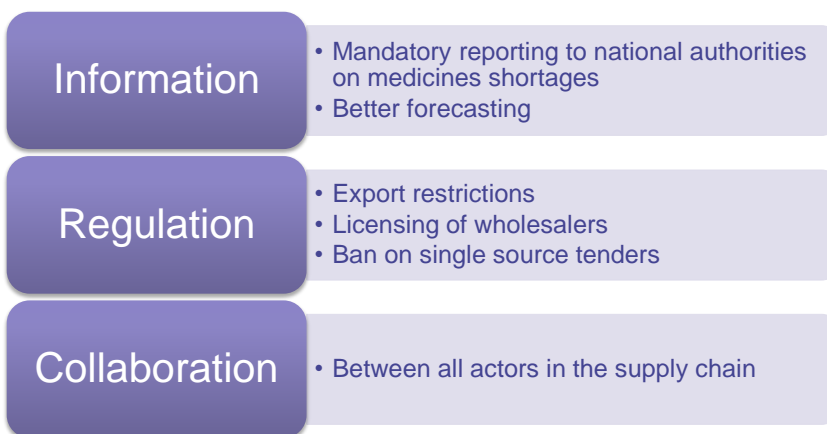 Information
• Mandatory reporting to national authorities
on medicines shortages
• Better forecasting
Regulation
• Export restrictions
• Licensing of wholesalers
• Ban on single source tenders
Collaboration
• Between all actors in the supply chain